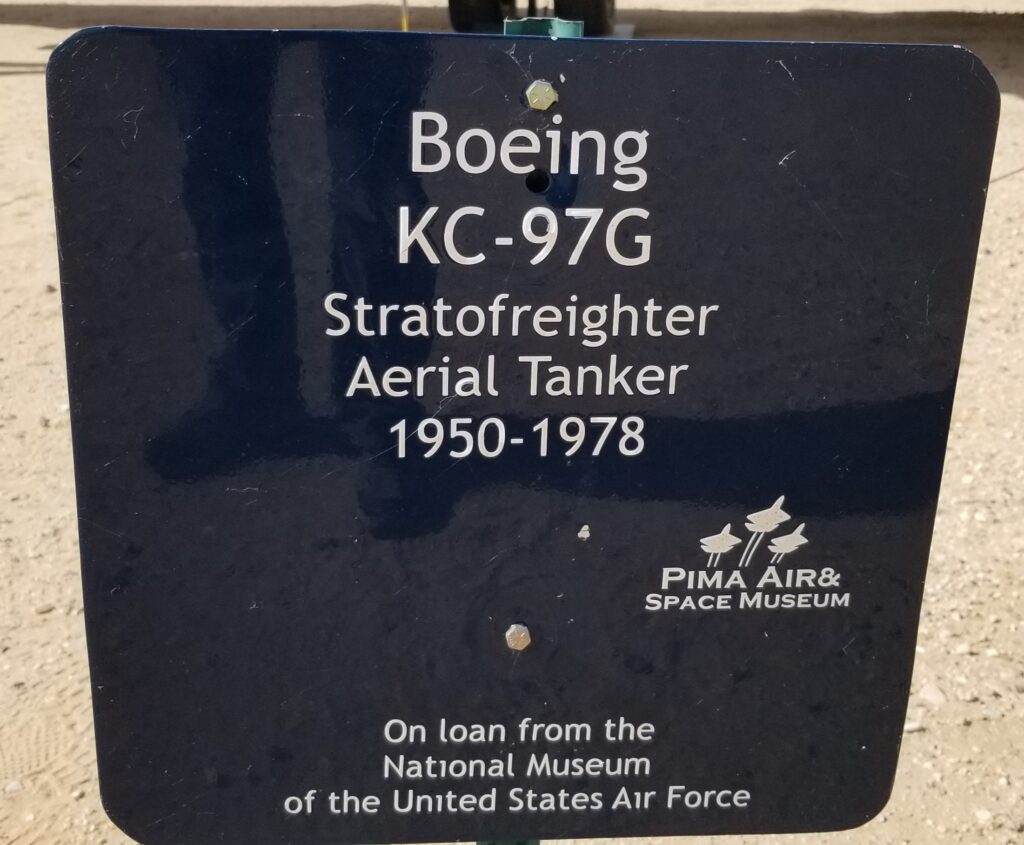 Boeing
KC-97G
Stratofreighter
Aerial Tanker
1950-1978
PIMA AIR&
SPACE MUSEUM
On loan from the
National Museum
of the United States Air Force